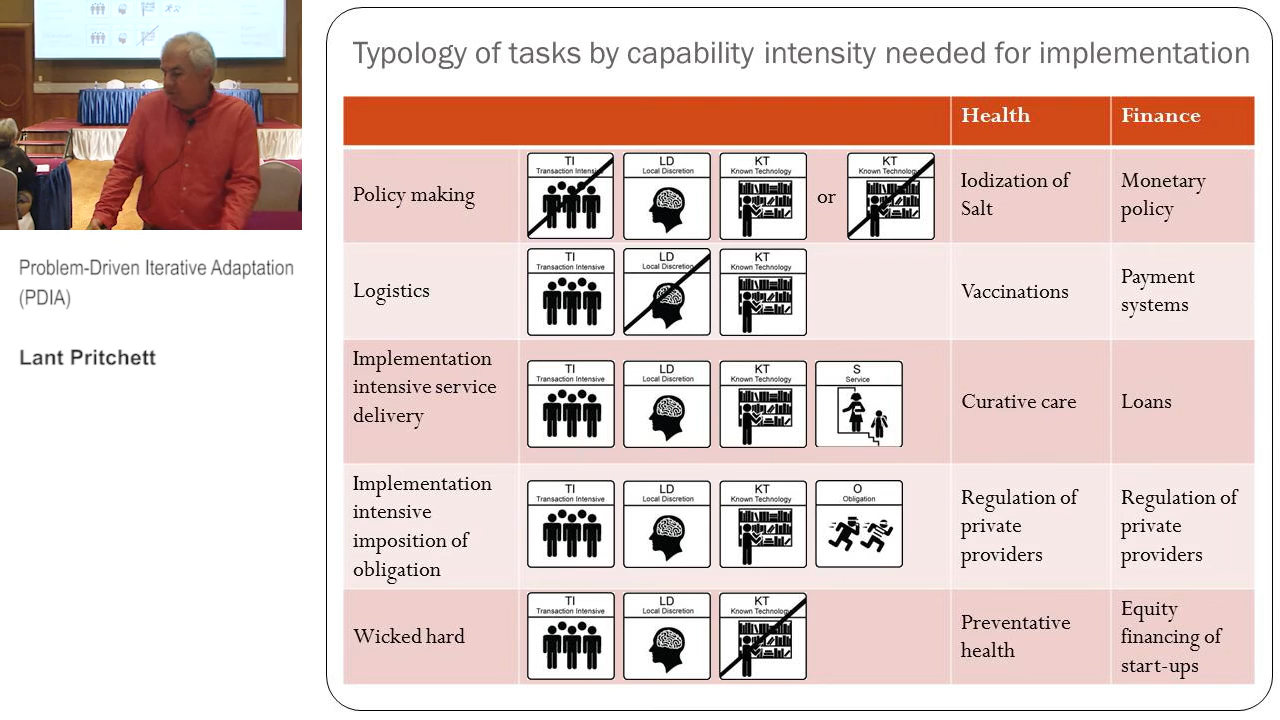 Typology of tasks by capability intensity needed for implementation
Health
Finance
Policy making
TI
Transaction Intensive
LD
Local Discretion
KT
Known Technology
or
KT
Known Technology
Iodization of
Salt
Monetary
policy
Logistics
TI
Transaction Intensive
LD
Local Discretion
KT
Known Technology
Vaccinations
Payment
systems
Implementation
intensive service
delivery
TI
Transaction Intensive
LD
Local Discretion
KT
Known Technology
S
Service
Curative care
Loans
Implementation
intensive
imposition of
obligation
TI
Transaction Intensive
LD
Local Discretion
KT
Known Technology
O
Obligation
Regulation of
private
providers
Regulation of
private
providers
Wicked hard
TI
Transaction Intensive
LD
Local Discretion
KT
Known Technology
Preventative
health
Equity
financing of
start-ups
Problem-Driven Iterative Adaptation
(PDIA)
Lant Pritchett